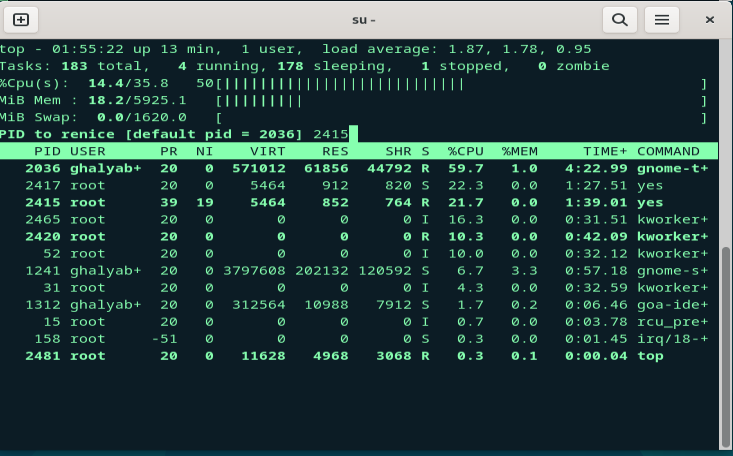 su -
top - 01:55:22 up 13 min,  1 user,  load average: 1.87, 1.78, 0.95
Tasks: 183 total,   4 running, 178 sleeping,   1 stopped,   0 zombie
%Cpu(s):  14.4/35.8   50[||||||||||||||||||||||||||||||||||                              ]
MiB Mem : 18.2/5925.1   [|||||||||||                                                     ]
MiB Swap:  0.0/1620.0   [                                                                ]
PID to renice [default pid = 2036] 2415
PID USER      PR  NI    VIRT    RES    SHR S  %CPU  %MEM     TIME+ COMMAND
2036 ghalyab+  20   0  571012  61856  44792 R  59.7   1.0   4:22.99 gnome-t+
2417 root      20   0    5464    912    820 S  22.3   0.0   1:27.51 yes
2415 root      39  19    5464    852    764 R  21.7   0.0   1:39.01 yes
2465 root      20   0       0      0      0 I  16.3   0.0   0:31.51 kworker+
2420 root      20   0       0      0      0 R  10.3   0.0   0:42.09 kworker+
52 root      20   0       0      0      0 I  10.0   0.0   0:32.12 kworker+
1241 ghalyab+  20   0 3797608 202132 120592 S   6.7   3.3   0:57.18 gnome-s+
31 root      20   0       0      0      0 I   4.3   0.0   0:32.59 kworker+
1312 ghalyab+  20   0  312564  10988   7912 S   1.7   0.2   0:06.46 goa-ide+
15 root      20   0       0      0      0 I   0.7   0.0   0:03.78 rcu_pre+
158 root     -51   0       0      0      0 S   0.3   0.0   0:01.45 irq/18-+
2481 root      20   0   11628   4968   3068 R   0.3   0.1   0:00.04 top